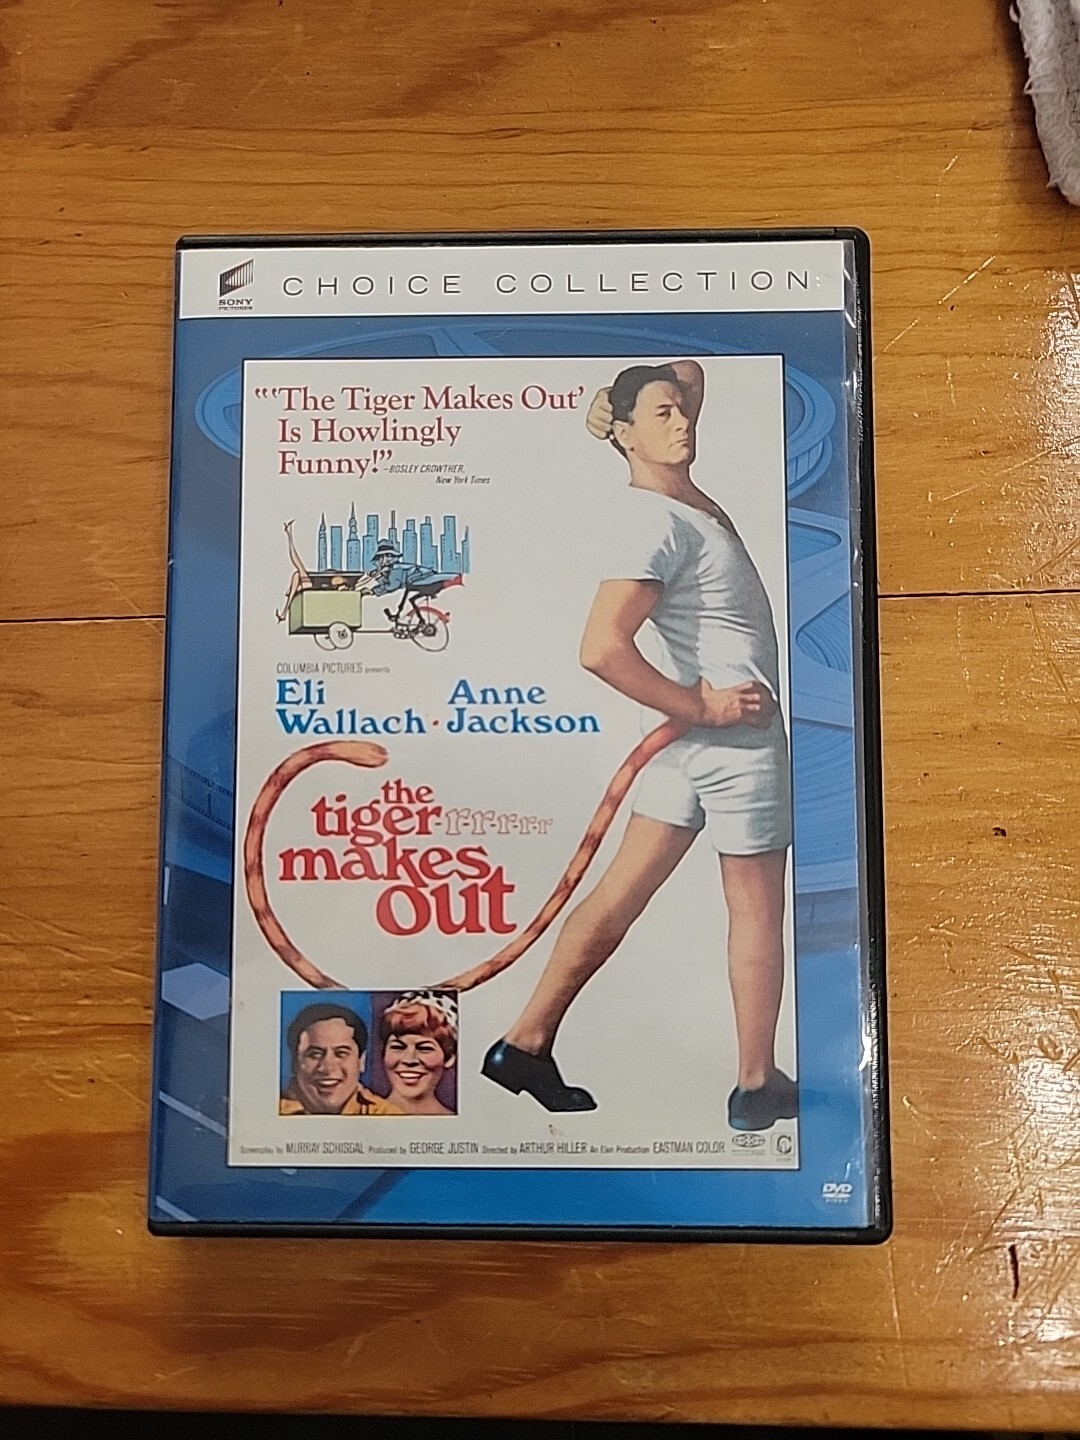 SONY
PICTURES
CHOICE COLLECTION
"'The Tiger Makes Out'
Is Howlingly
Funny!"
–BOSLEY CROWTHER,
New York Times
COLUMBIA PICTURES presents
Eli Wallach · Anne Jackson
the
tiger-r-r-r-r-r
makes
out
Screenplay by MURRAY SCHISGAL Produced by GEORGE JUSTIN Directed by ARTHUR HILLER An Elan Production EASTMAN COLOR
DVD
VIDEO